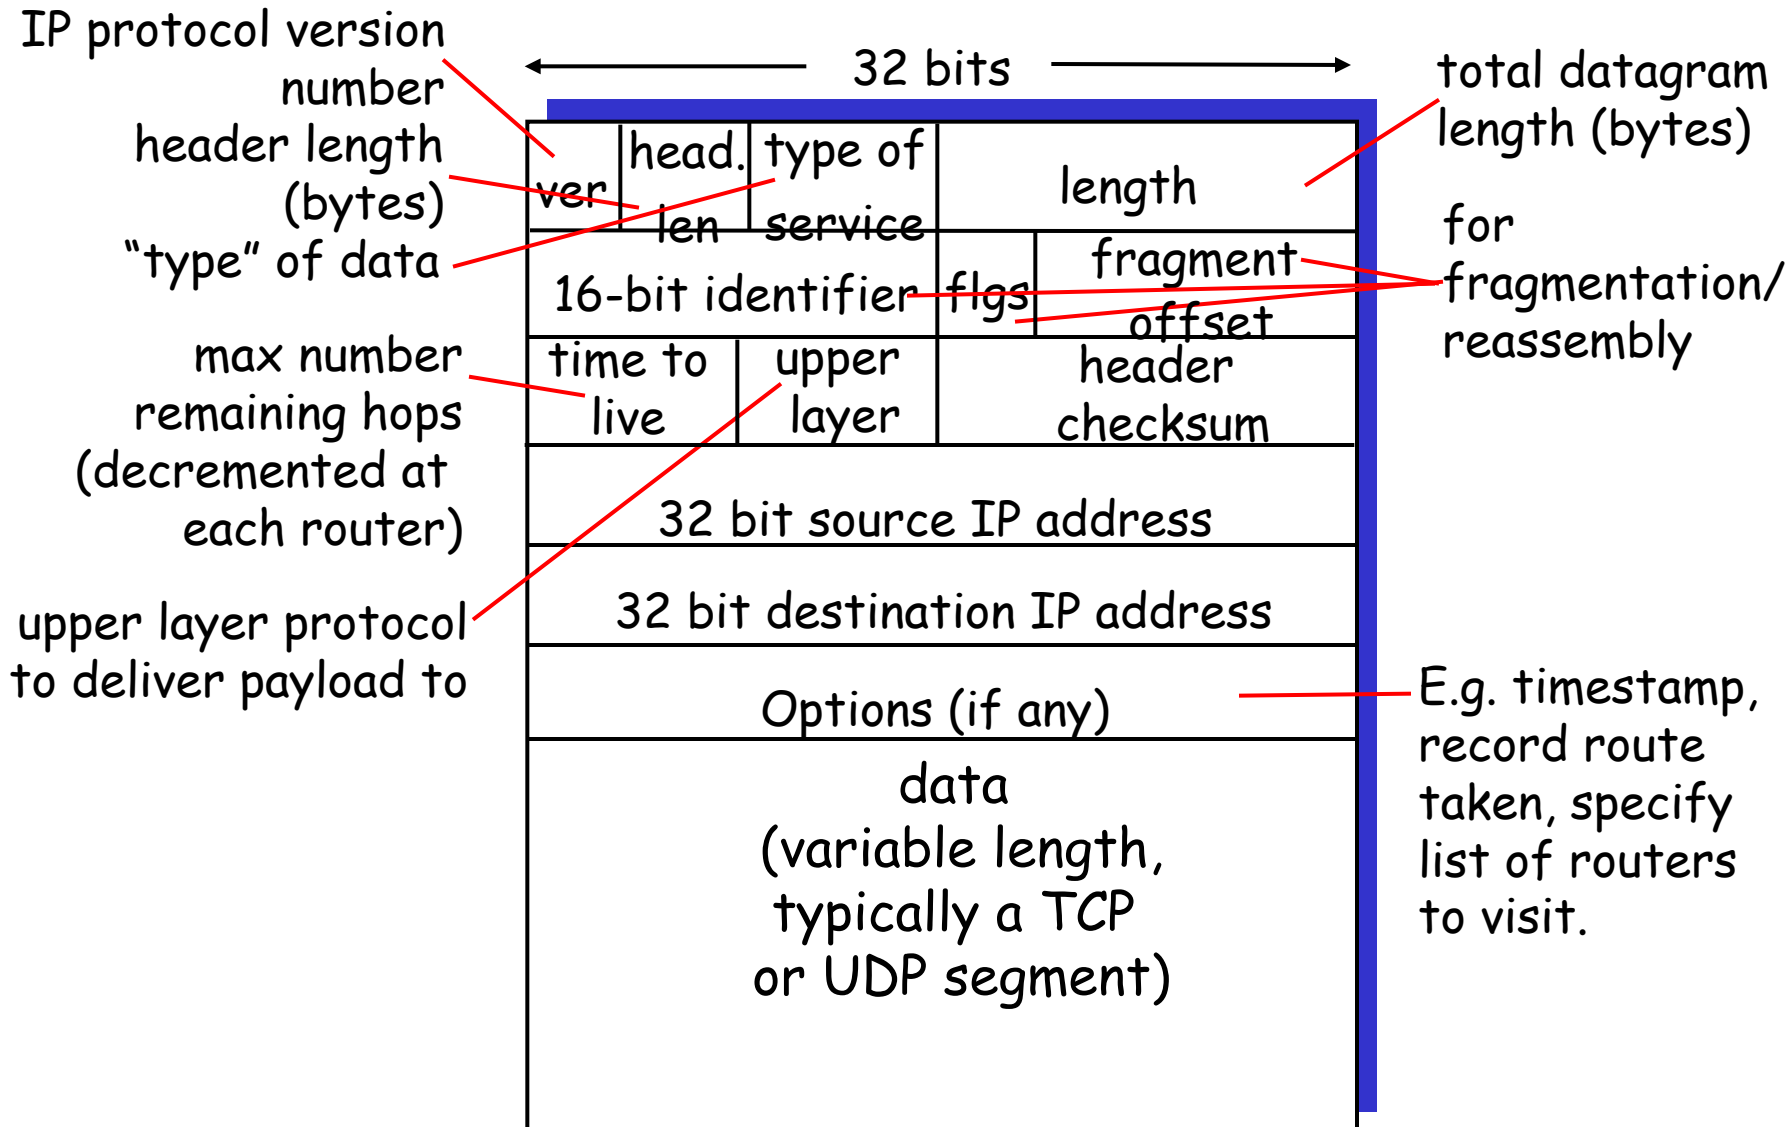 IP protocol version
number
header length
(bytes)
“type” of data
max number
remaining hops
(decremented at
each router)
upper layer protocol
to deliver payload to
32 bits
ver
head.
len
type of
service
length
16-bit identifier
flgs
fragment
offset
time to
live
upper
layer
header
checksum
32 bit source IP address
32 bit destination IP address
Options (if any)
data
(variable length,
typically a TCP
or UDP segment)
total datagram
length (bytes)
for
fragmentation/
reassembly
E.g. timestamp,
record route
taken, specify
list of routers
to visit.